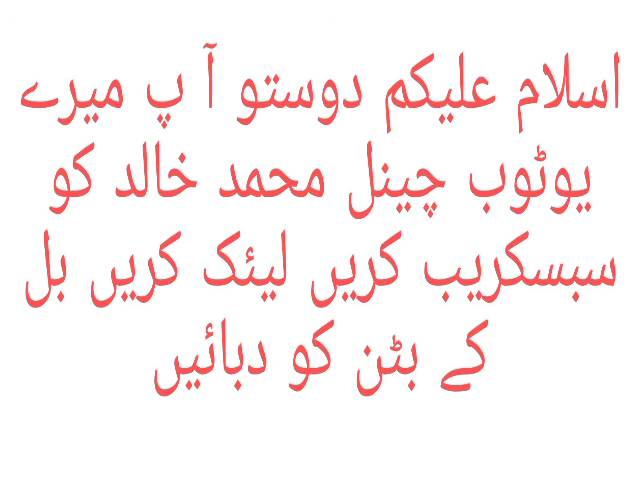 اسلام علیکم دوستو آ پ میرے
یوٹوب چینل محمد خالد کو
سبسکریب کریں لیئک کریں بل
کے بٹن کو دبائیں